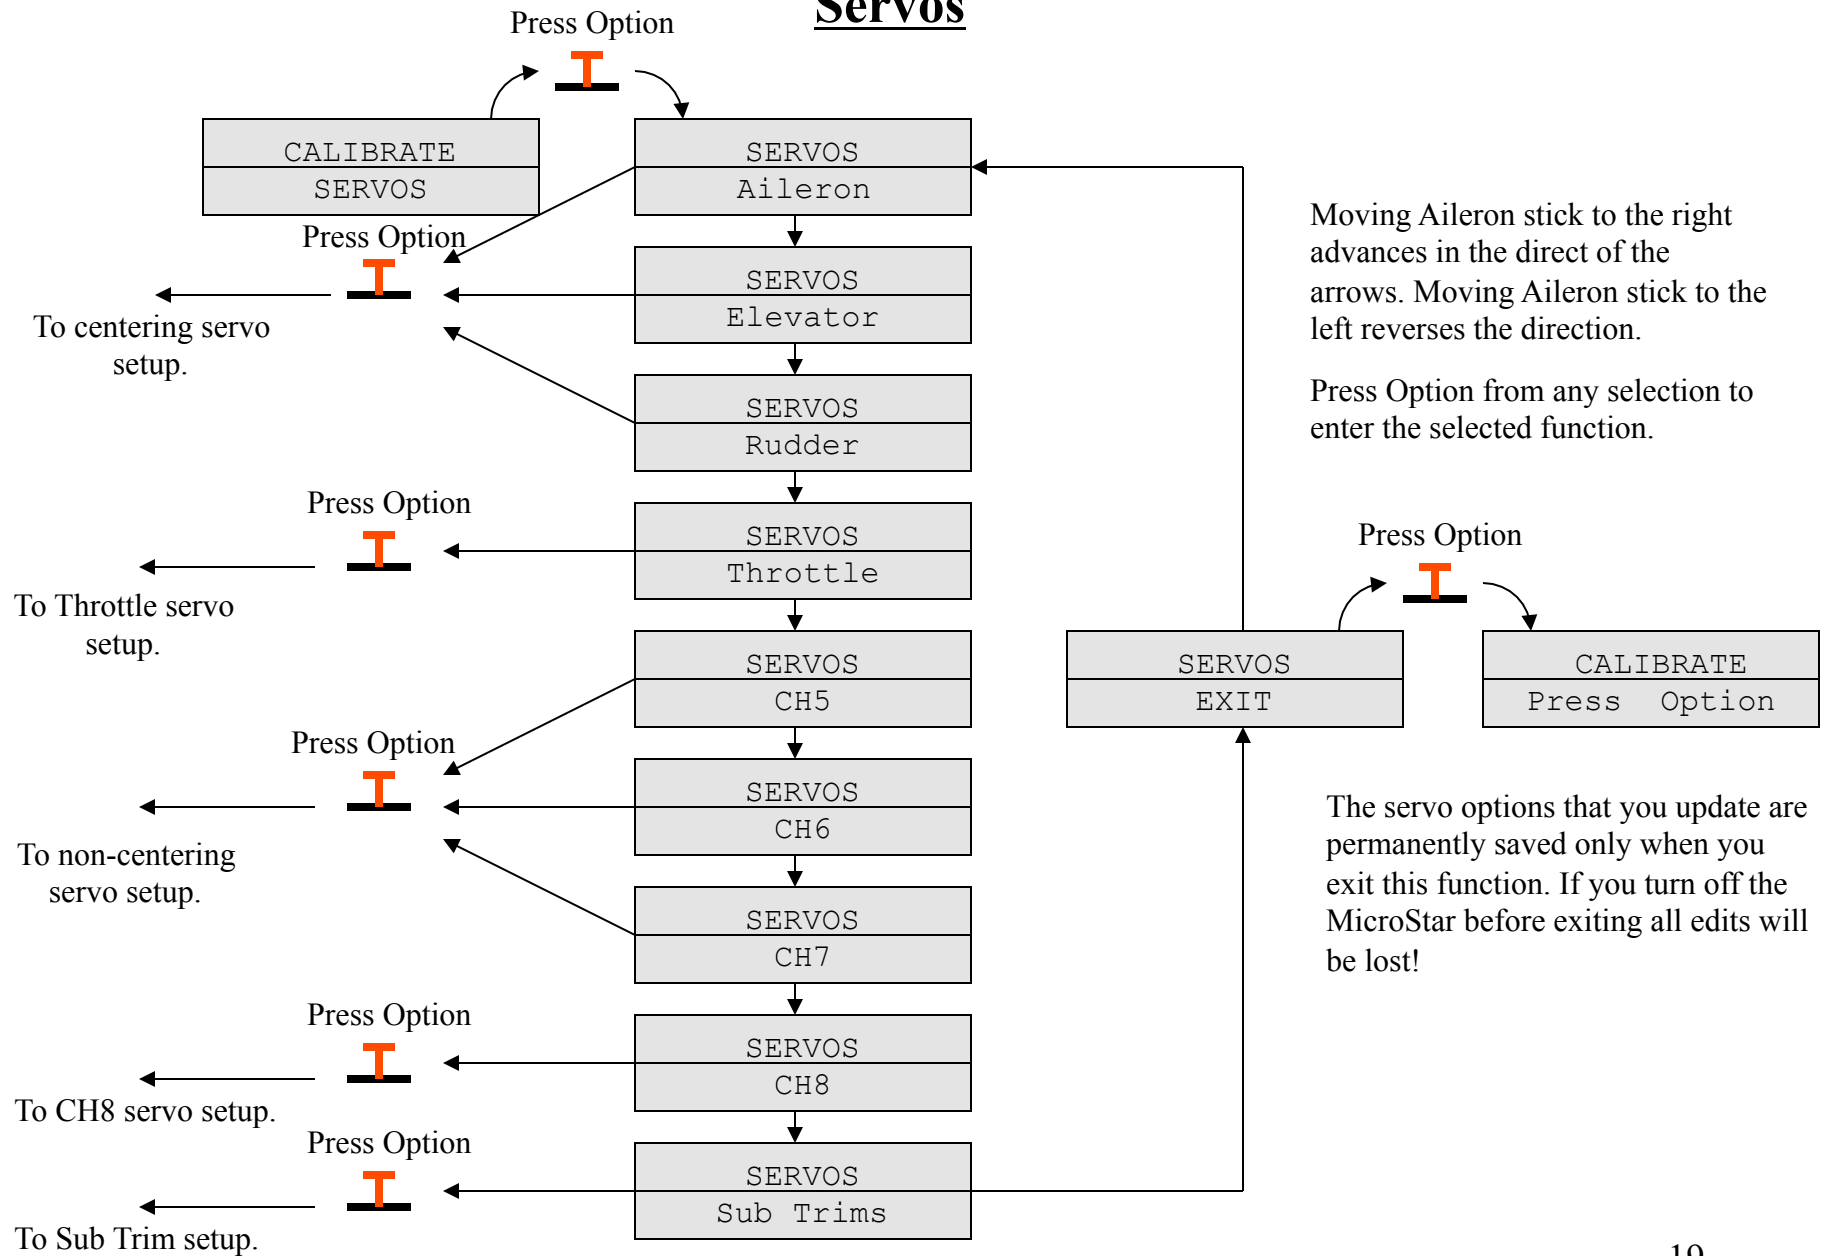 Servos
Press Option
CALIBRATE
SERVOS
SERVOS
Aileron
Press Option
To centering servo
setup.
SERVOS
Elevator
SERVOS
Rudder
Press Option
SERVOS
Throttle
To Throttle servo
setup.
SERVOS
CH5
Press Option
SERVOS
CH6
To non-centering
servo setup.
SERVOS
CH7
Press Option
SERVOS
CH8
To CH8 servo setup.
Press Option
SERVOS
Sub Trims
To Sub Trim setup.
Moving Aileron stick to the right
advances in the direct of the
arrows. Moving Aileron stick to the
left reverses the direction.
Press Option from any selection to
enter the selected function.
Press Option
SERVOS
EXIT
CALIBRATE
Press Option
The servo options that you update are
permanently saved only when you
exit this function. If you turn off the
MicroStar before exiting all edits will
be lost!
19